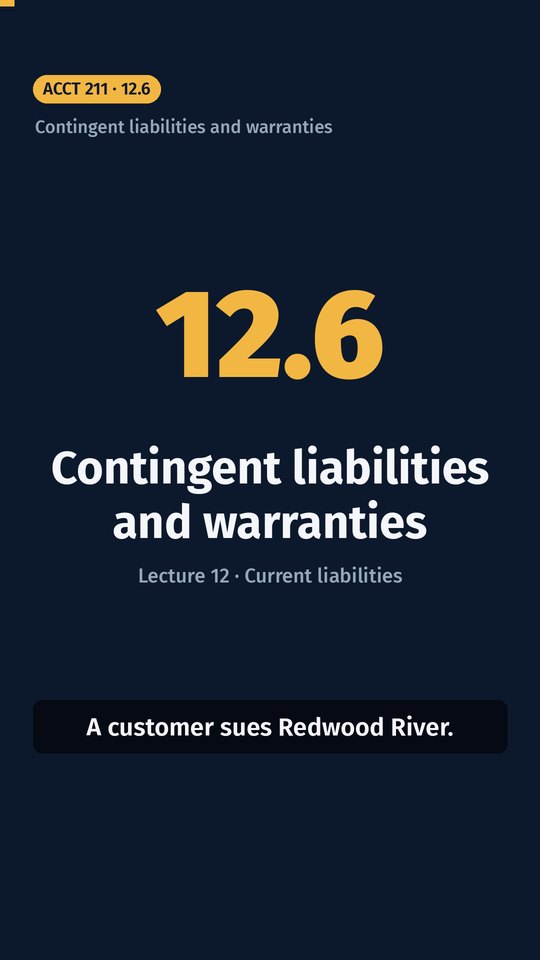 ACCT 211 · 12.6
Contingent liabilities and warranties
12.6
Contingent liabilities
and warranties
Lecture 12 · Current liabilities
A customer sues Redwood River.